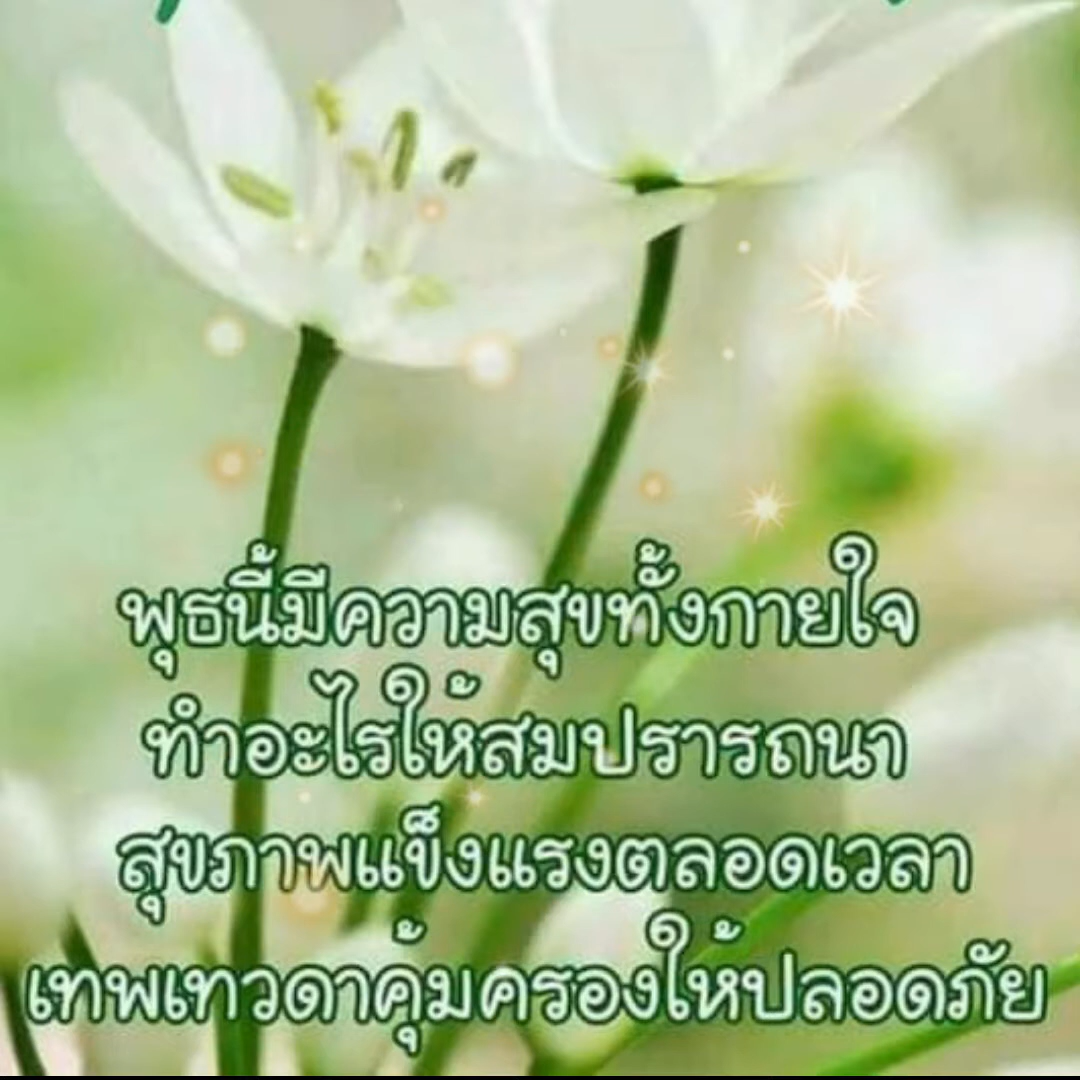 พุธนี้มีความสุขทั้งกายใจ
ทำอะไรให้สมปรารถนา
สุขภาพแข็งแรงตลอดเวลา
เทพเทวดาคุ้มครองให้ปลอดภัย